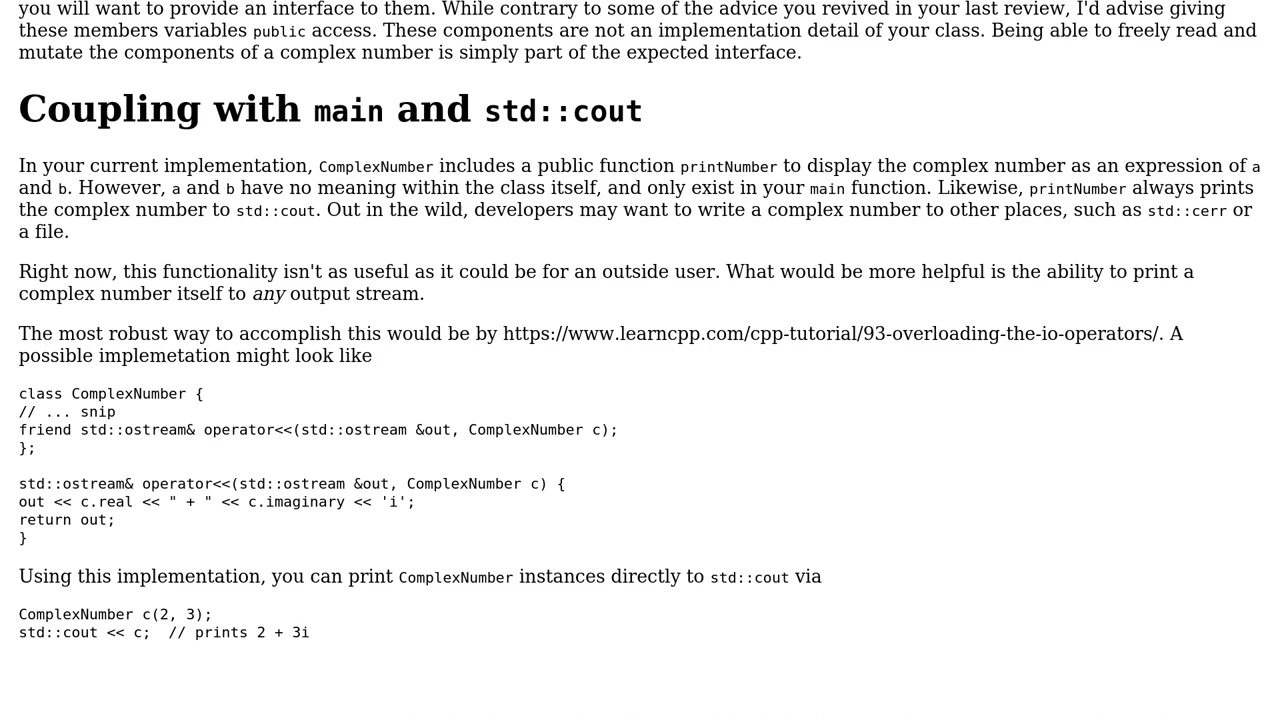 you will want to provide an interface to them. While contrary to some of the advice you revived in your last review, I'd advise giving
these members variables public access. These components are not an implementation detail of your class. Being able to freely read and
mutate the components of a complex number is simply part of the expected interface.
Coupling with main and std::cout
In your current implementation, ComplexNumber includes a public function printNumber to display the complex number as an expression of a
and b. However, a and b have no meaning within the class itself, and only exist in your main function. Likewise, printNumber always prints
the complex number to std::cout. Out in the wild, developers may want to write a complex number to other places, such as std::cerr or
a file.
Right now, this functionality isn't as useful as it could be for an outside user. What would be more helpful is the ability to print a
complex number itself to any output stream.
The most robust way to accomplish this would be by https://www.learncpp.com/cpp-tutorial/93-overloading-the-io-operators/. A
possible implemetation might look like
class ComplexNumber {
// ... snip
friend std::ostream& operator<<(std::ostream &out, ComplexNumber c);
};
std::ostream& operator<<(std::ostream &out, ComplexNumber c) {
out << c.real << " + " << c.imaginary << 'i';
return out;
}
Using this implementation, you can print ComplexNumber instances directly to std::cout via
ComplexNumber c(2, 3);
std::cout << c;  // prints 2 + 3i